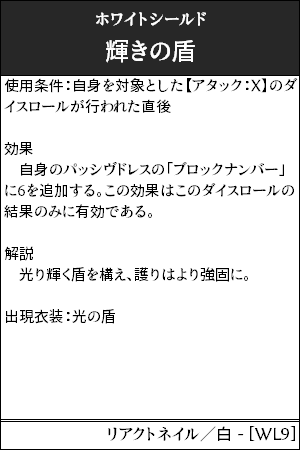 ホワイトシールド
輝きの盾
使用条件：自身を対象とした【アタック：X】のダ
イスロールが行われた直後
効果
　自身のパッシヴドレスの「ブロックナンバー」
に6を追加する。この効果はこのダイスロールの
結果のみに有効である。
解説
　光り輝く盾を構え、護りはより強固に。
出現衣装：光の盾
リアクトネイル／白 - [WL9]